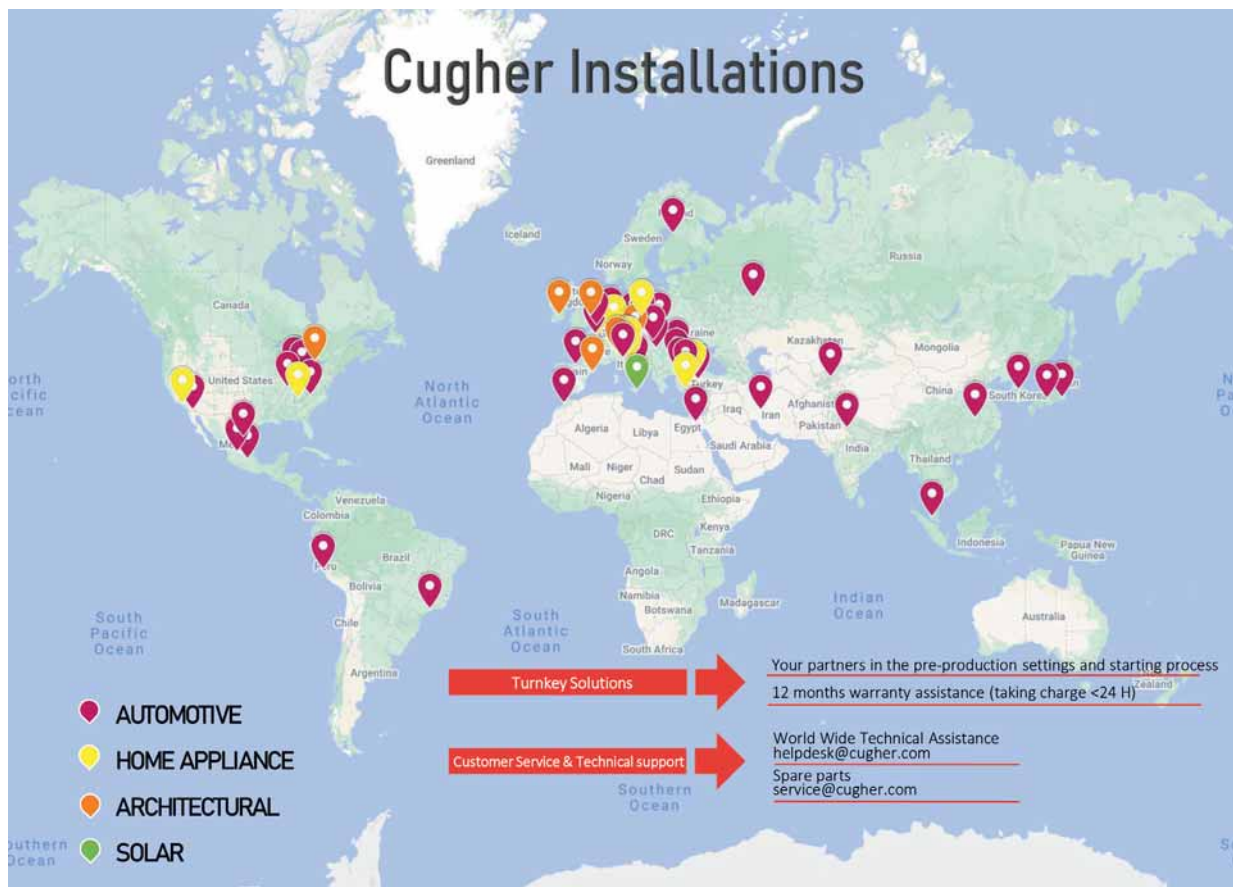 Cugher Installations
Greenland
Iceland
Sweden
Norway
Russia
Canada
Kazakhstan
Mongolia
United States
North
Atlantic
Ocean
Turkey
China
South Korea
Iraq
Iran
Afghanistan
Pakistan
Algeria
Libya
Egypt
Saudi Arabia
India
Mali
Niger
Chad
Sudan
Thailand
Venezuela
Colombia
Nigeria
Ethiopia
Kenya
DRC
Tanzania
Indonesia
Papua New
Guinea
Peru
Brazil
Bolivia
Angola
Namibia
Botswana
Madagascar
Indian
Ocean
Australia
South
Pacific
Ocean
Chile
South
Atlantic
Ocean
South Africa
Argentina
Turnkey Solutions
Your partners in the pre-production settings and starting process
12 months warranty assistance (taking charge <24 H)
Zealand
AUTOMOTIVE
HOME APPLIANCE
ARCHITECTURAL
SOLAR
Customer Service & Technical support
World Wide Technical Assistance
helpdesk@cugher.com
Spare parts
service@cugher.com
Southern
Ocean